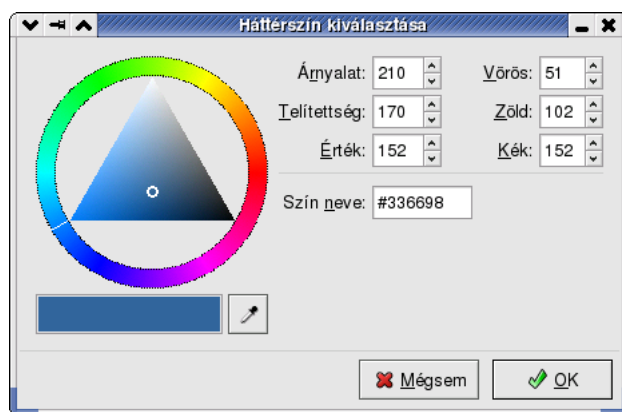 Háttérszín kiválasztása
Árnyalat: 210 Vörös: 51
Telítettség: 170 Zöld: 102
Érték: 152 Kék: 152
Szín neve: #336698
Mégsem OK